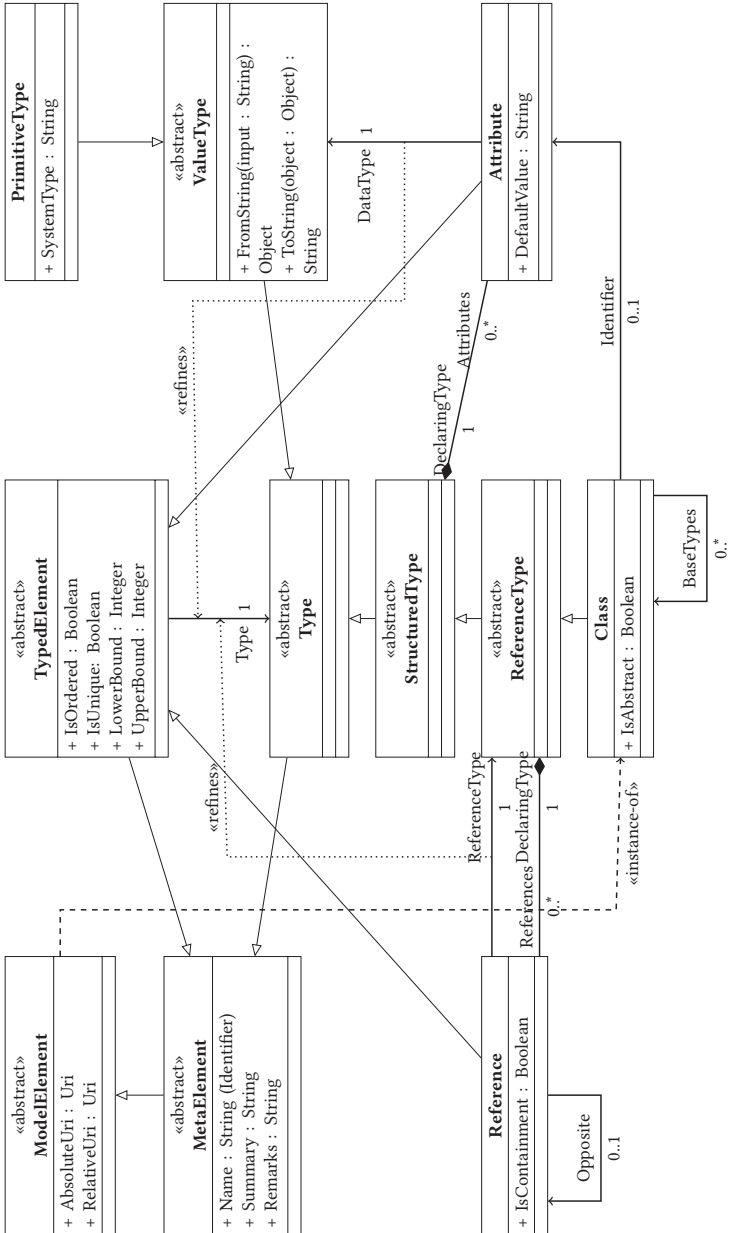 «abstract»
ModelElement
+ AbsoluteUri : Uri
+ RelativeUri : Uri
«abstract»
MetaElement
+ Name : String (Identifier)
+ Summary : String
+ Remarks : String
Reference
+ IsContainment : Boolean
Opposite
0..1
«abstract»
TypedElement
+ IsOrdered : Boolean
+ IsUnique: Boolean
+ LowerBound : Integer
+ UpperBound : Integer
Type 1
«abstract»
Type
«abstract»
StructuredType
«abstract»
ReferenceType
Class
+ IsAbstract : Boolean
BaseTypes
0..*
«refines»
ReferenceType
1
References
0..*
DeclaringType
1
«instance-of»
PrimitiveType
+ SystemType : String
«abstract»
ValueType
+ FromString(input : String) :
Object
+ ToString(object : Object) :
String
DataType 1
«refines»
Attribute
+ DefaultValue : String
DeclaringType
1
Attributes
0..*
Identifier
0..1